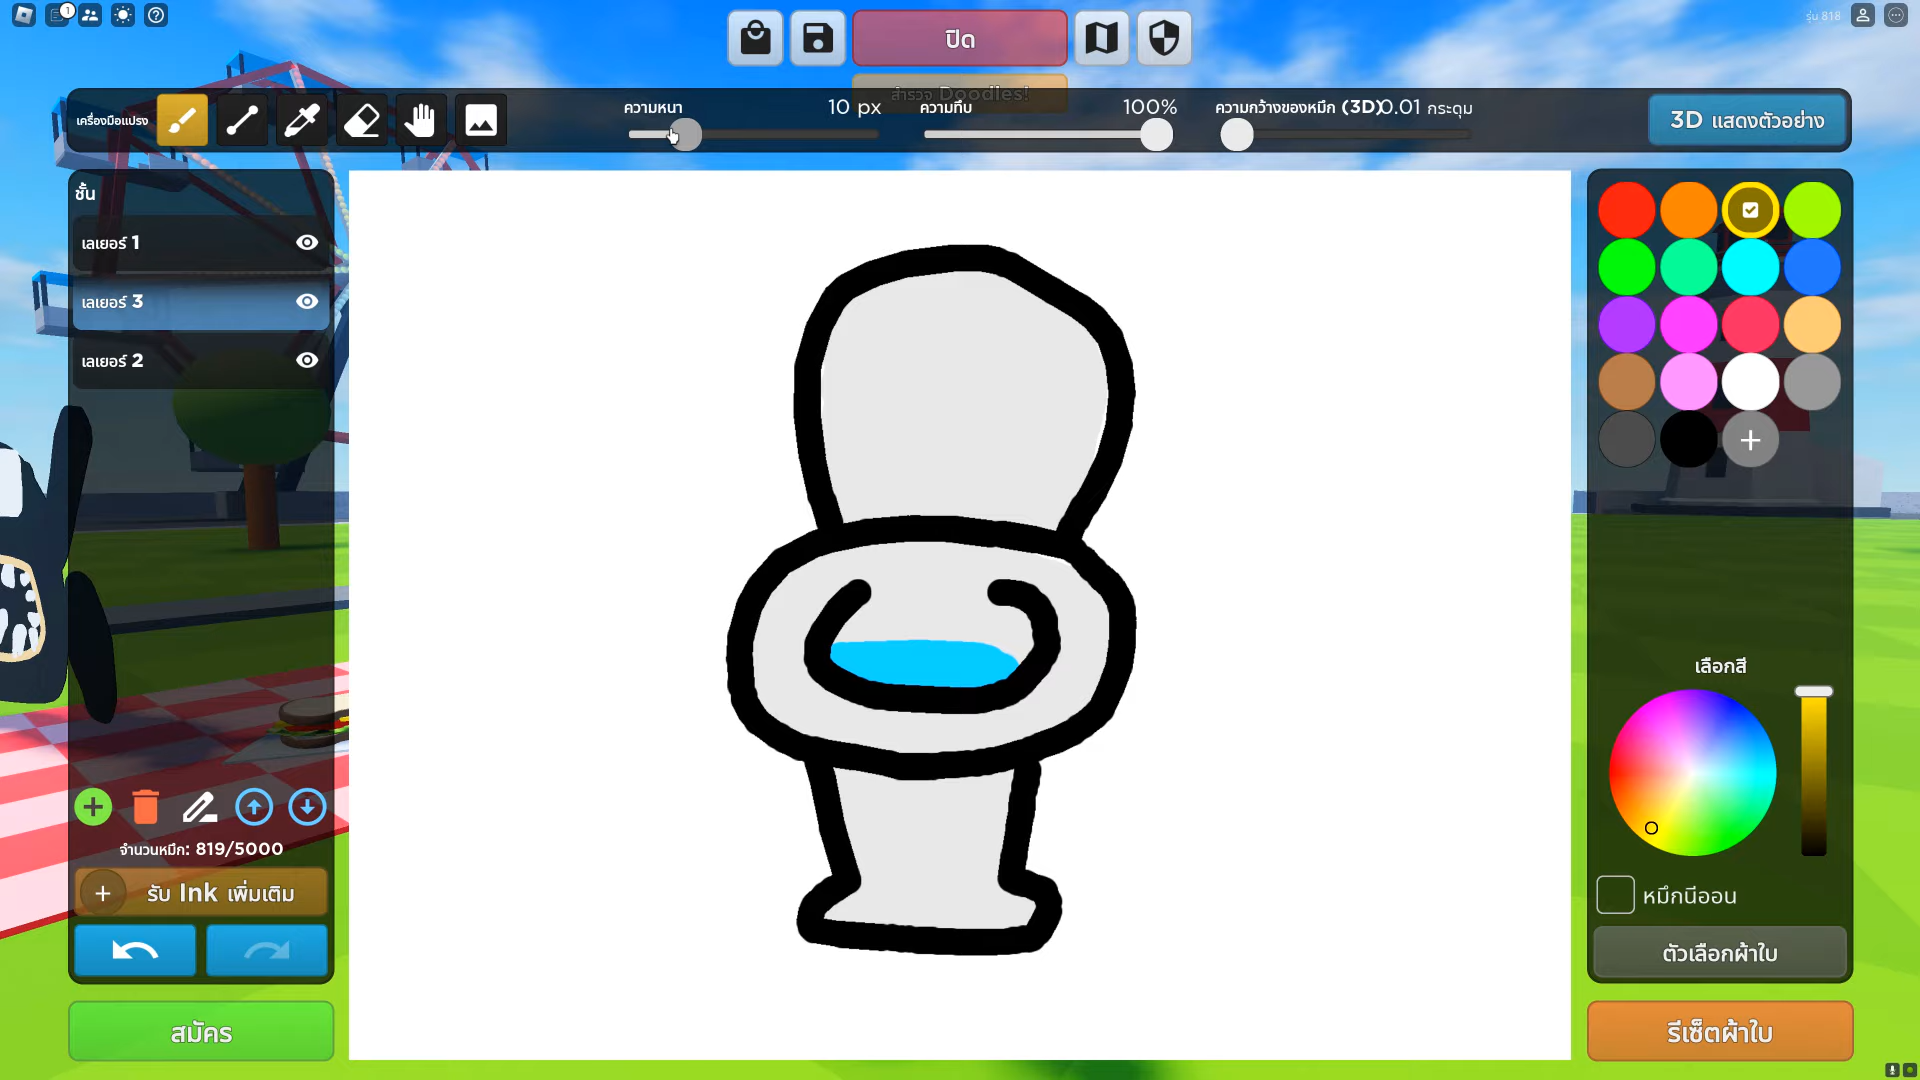 1
รุ่น 818
ปิด
สำรวจ Doodles!
เครื่องมือแปรง
ความหนา
10 px
ความทึบ
100%
ความกว้างของหมึก (3D)
0.01 กระดุม
3D แสดงตัวอย่าง
ชั้น
เลเยอร์ 1
เลเยอร์ 3
เลเยอร์ 2
จำนวนหมึก: 819/5000
รับ Ink เพิ่มเติม
สมัคร
เลือกสี
หมึกนีออน
ตัวเลือกผ้าใบ
รีเซ็ตผ้าใบ